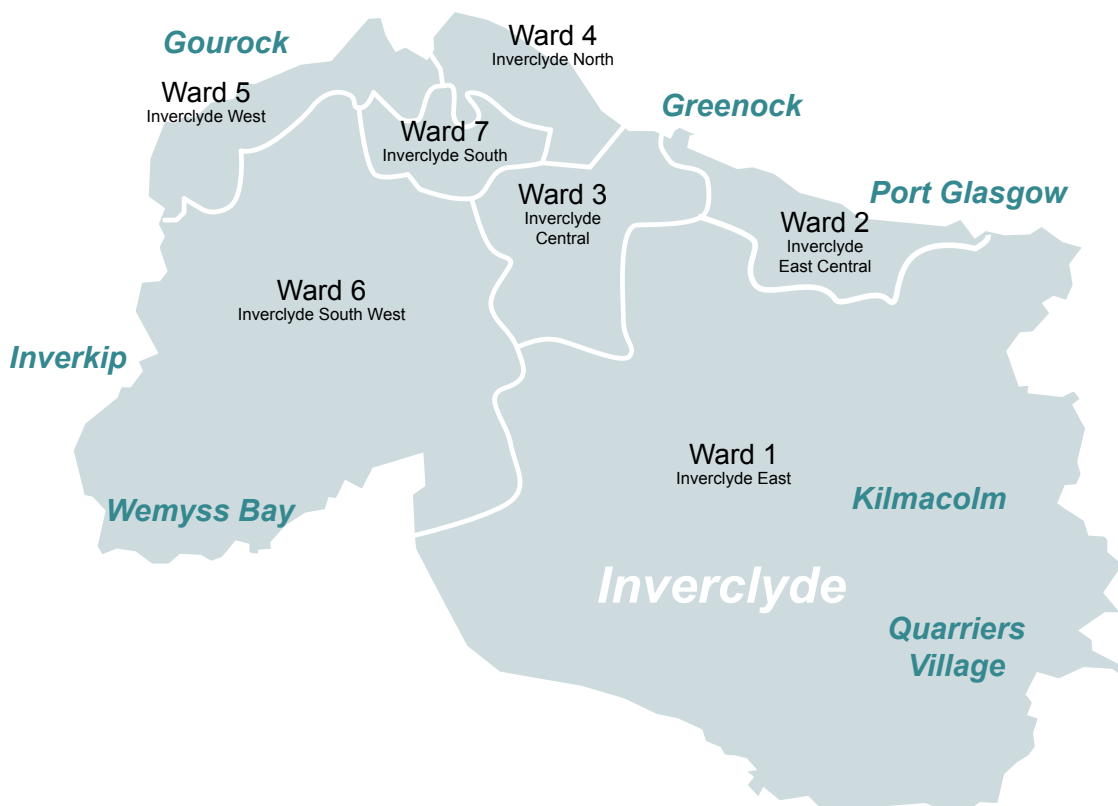 Gourock
Ward 4
Inverclyde North
Ward 5
Inverclyde West
Greenock
Ward 7
Inverclyde South
Port Glasgow
Ward 3
Inverclyde
Central
Ward 2
Inverclyde
East Central
Ward 6
Inverclyde South West
Inverkip
Ward 1
Inverclyde East
Kilmacolm
Wemyss Bay
Inverclyde
Quarriers
Village